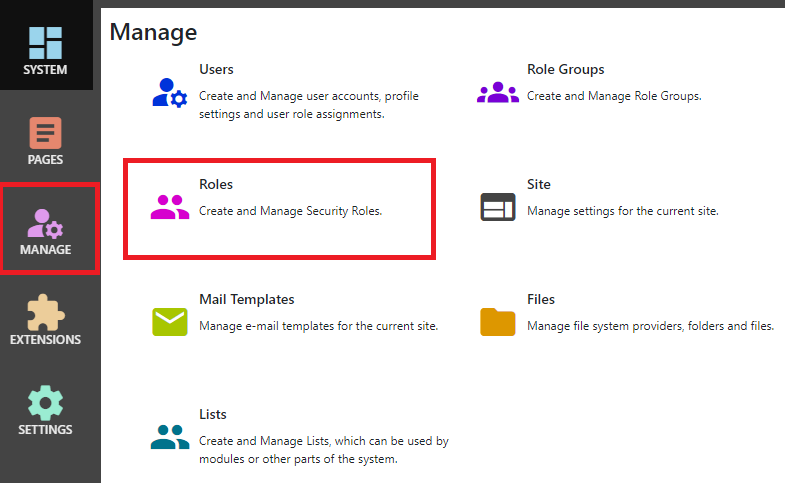 SYSTEM
PAGES
MANAGE
EXTENSIONS
SETTINGS
Manage
Users
Create and Manage user accounts, profile
settings and user role assignments.
Role Groups
Create and Manage Role Groups.
Roles
Create and Manage Security Roles.
Site
Manage settings for the current site.
Mail Templates
Manage e-mail templates for the current site.
Files
Manage file system providers, folders and files.
Lists
Create and Manage Lists, which can be used by
modules or other parts of the system.